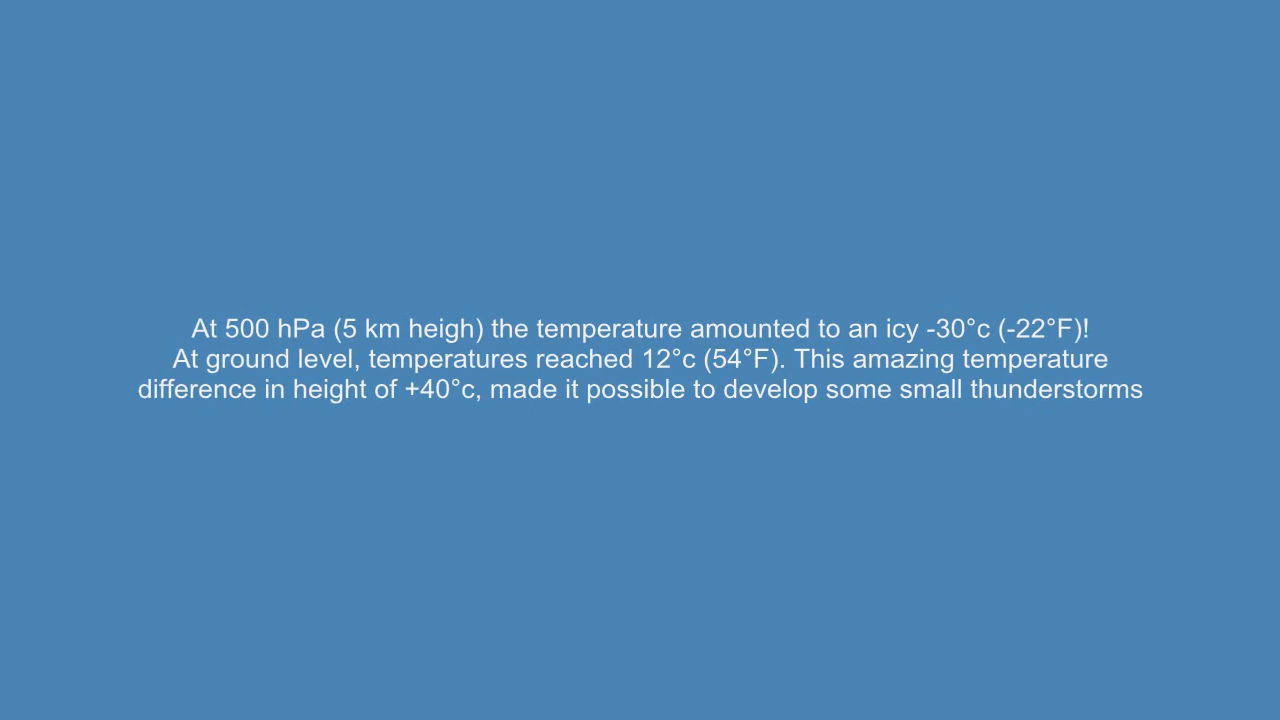 At 500 hPa (5 km heigh) the temperature amounted to an icy -30°c (-22°F)!
At ground level, temperatures reached 12°c (54°F). This amazing temperature
difference in height of +40°c, made it possible to develop some small thunderstorms